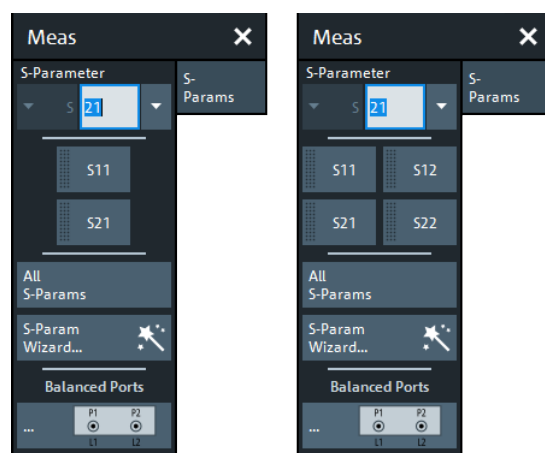 Meas
S-Parameter
S-
Params
S 21
S11
S21
All
S-Params
S-Param
Wizard...
Balanced Ports
...
P1 P2
L1 L2
Meas
S-Parameter
S-
Params
S 21
S11 S12
S21 S22
All
S-Params
S-Param
Wizard...
Balanced Ports
...
P1 P2
L1 L2